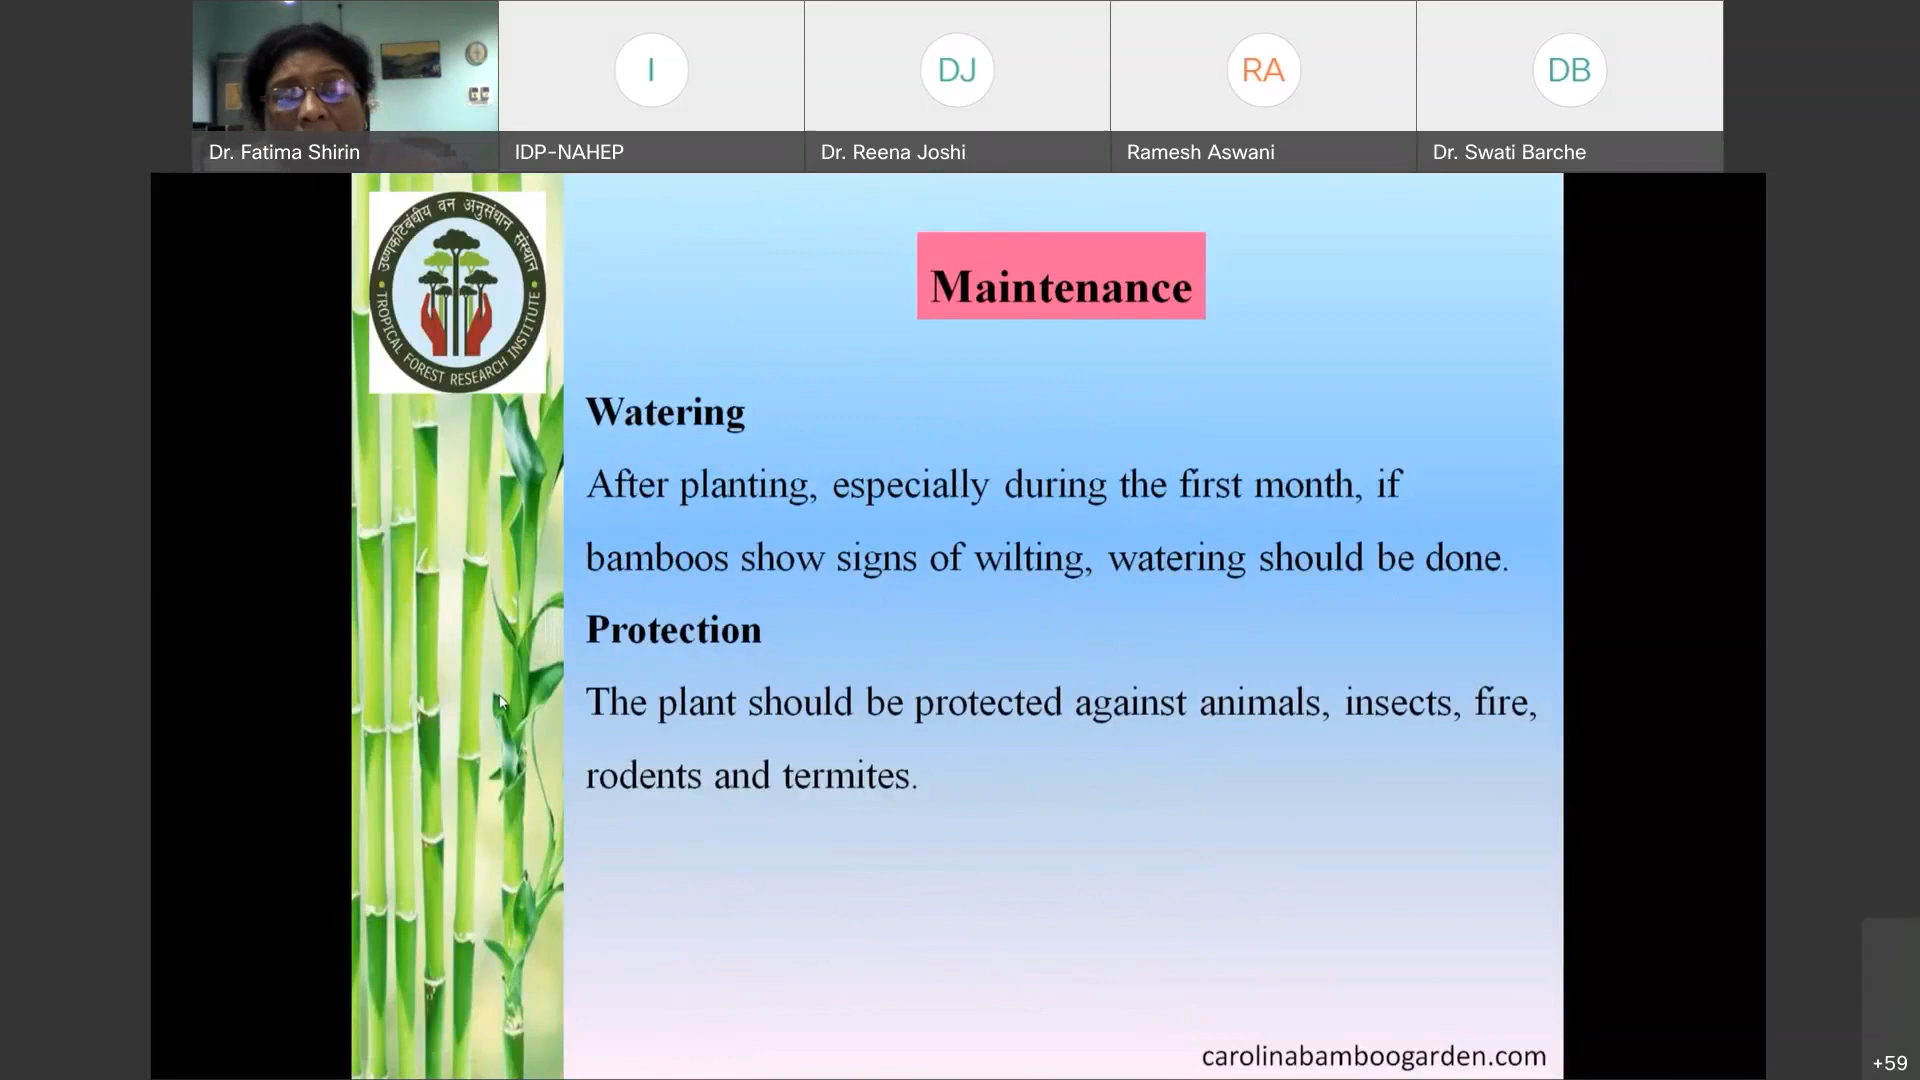 I
DJ
RA
DB
Dr. Fatima Shirin
IDP-NAHEP
Dr. Reena Joshi
Ramesh Aswani
Dr. Swati Barche
उष्णकटिबंधीय वन अनुसंधान संस्थान
TROPICAL FOREST RESEARCH INSTITUTE
Maintenance
Watering
After planting, especially during the first month, if
bamboos show signs of wilting, watering should be done.
Protection
The plant should be protected against animals, insects, fire,
rodents and termites.
carolinabamboogarden.com
+59